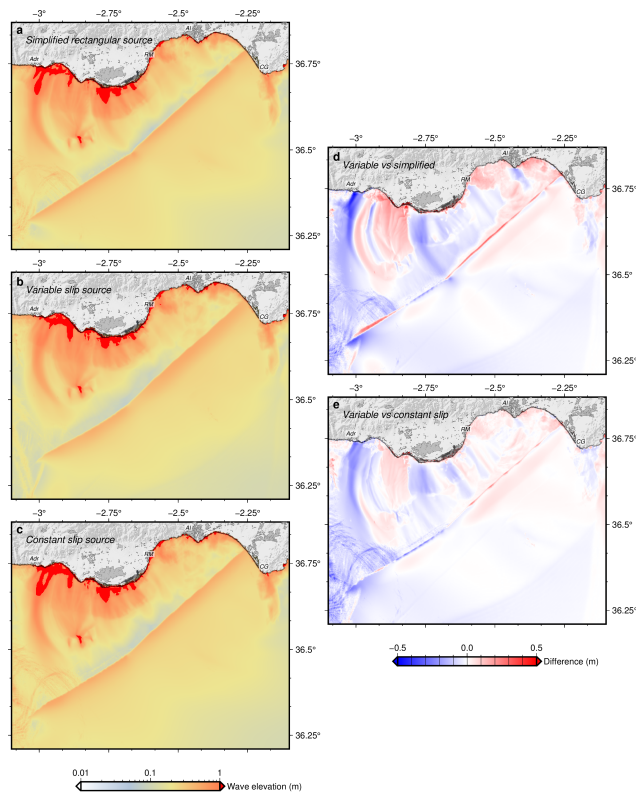 −3° −2.75° −2.5° −2.25°
a
Simplified rectangular source
Adr
RM
Al
CG
36.75°
36.5°
36.25°
−3° −2.75° −2.5° −2.25°
b
Variable slip source
Adr
RM
Al
CG
36.75°
36.5°
36.25°
−3° −2.75° −2.5° −2.25°
c
Constant slip source
Adr
RM
Al
CG
36.75°
36.5°
36.25°
0.01 0.1 1
Wave elevation (m)
−3° −2.75° −2.5° −2.25°
d
Variable vs simplified
Adr
RM
Al
CG
36.75°
36.5°
36.25°
−3° −2.75° −2.5° −2.25°
e
Variable vs constant slip
Adr
RM
Al
CG
36.75°
36.5°
36.25°
−0.5 0.0 0.5
Difference (m)